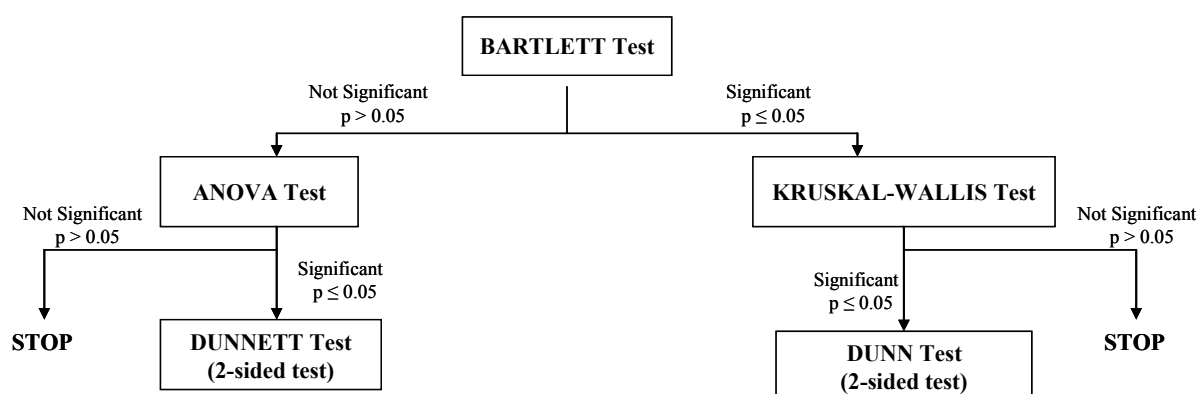 BARTLETT Test
Not Significant
p > 0.05
Significant
p ≤ 0.05
ANOVA Test
KRUSKAL-WALLIS Test
Not Significant
p > 0.05
Significant
p ≤ 0.05
STOP
DUNNETT Test
(2-sided test)
Not Significant
p > 0.05
Significant
p ≤ 0.05
DUNN Test
(2-sided test)
STOP